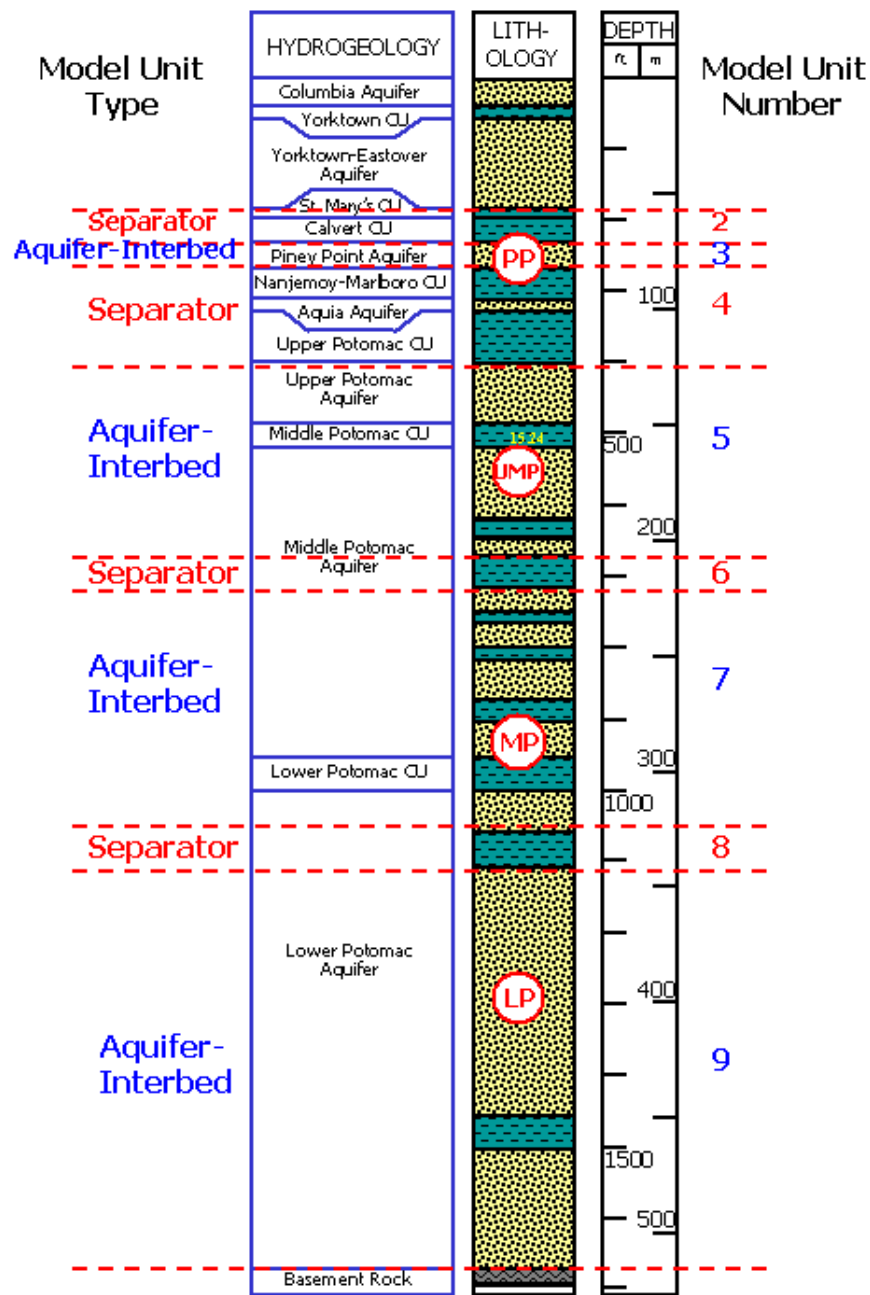 Model Unit
Type
HYDROGEOLOGY
LITH-
OLOGY
DEPTH
ft. m
Model Unit
Number
Columbia Aquifer
Yorktown CU
Yorktown-Eastover
Aquifer
St. Mary's CU
Separator
2
Calvert CU
Aquifer-Interbed
Piney Point Aquifer
PP
3
Nanjemoy-Marlboro CU
Separator
Aquia Aquifer
100
4
Upper Potomac CU
Upper Potomac
Aquifer
Aquifer-
Interbed
Middle Potomac CU
15.24
500
5
UMP
200
Middle Potomac
Aquifer
Separator
6
Aquifer-
Interbed
7
MP
Lower Potomac CU
300
1000
Separator
8
Lower Potomac
Aquifer
LP
400
Aquifer-
Interbed
9
1500
500
Basement Rock